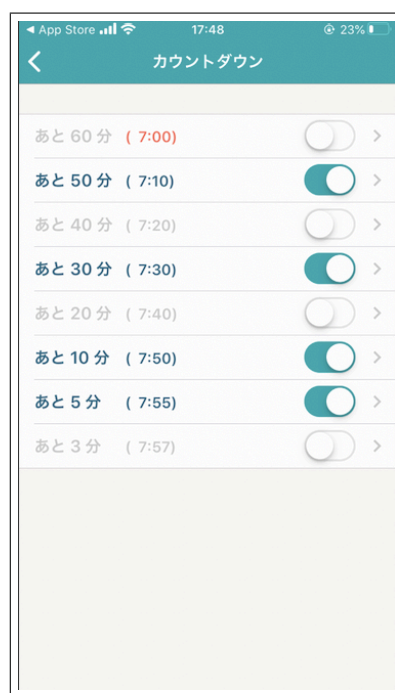 ◀ App Store 17:48 23%
カウントダウン
あと 60 分 ( 7:00)
あと 50 分 ( 7:10)
あと 40 分 ( 7:20)
あと 30 分 ( 7:30)
あと 20 分 ( 7:40)
あと 10 分 ( 7:50)
あと 5 分 ( 7:55)
あと 3 分 ( 7:57)